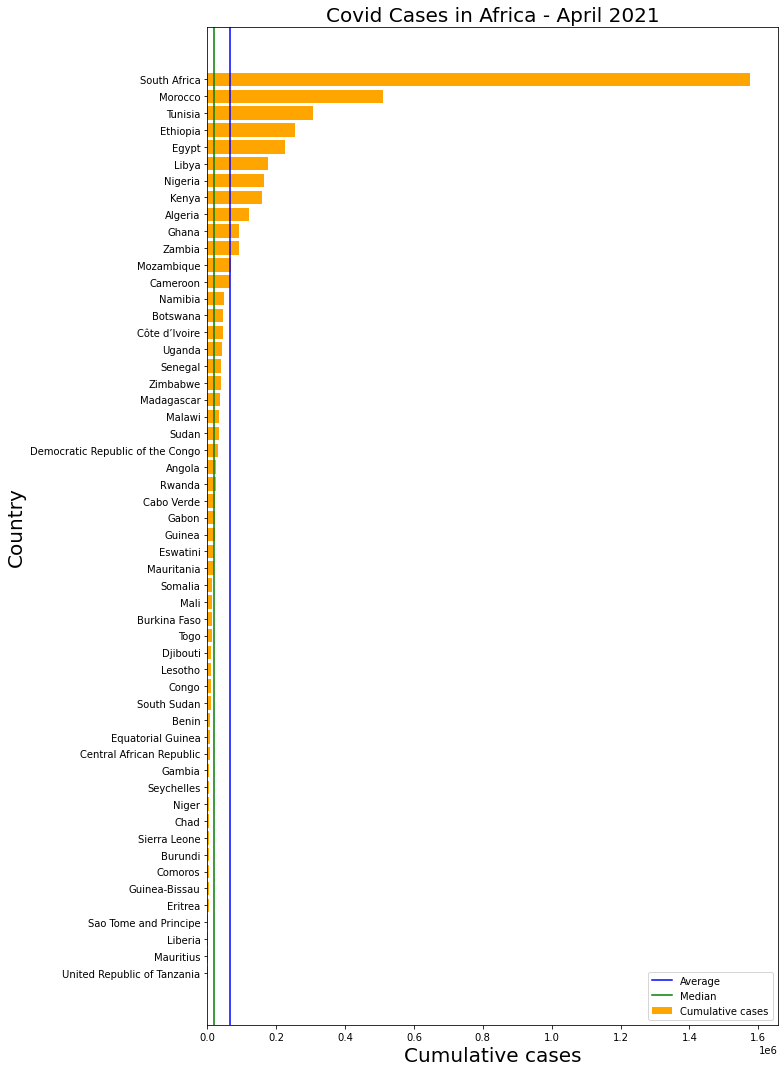 Covid Cases in Africa - April 2021
Country
South Africa
Morocco
Tunisia
Ethiopia
Egypt
Libya
Nigeria
Kenya
Algeria
Ghana
Zambia
Mozambique
Cameroon
Namibia
Botswana
Côte d’Ivoire
Uganda
Senegal
Zimbabwe
Madagascar
Malawi
Sudan
Democratic Republic of the Congo
Angola
Rwanda
Cabo Verde
Gabon
Guinea
Eswatini
Mauritania
Somalia
Mali
Burkina Faso
Togo
Djibouti
Lesotho
Congo
South Sudan
Benin
Equatorial Guinea
Central African Republic
Gambia
Seychelles
Niger
Chad
Sierra Leone
Burundi
Comoros
Guinea-Bissau
Eritrea
Sao Tome and Principe
Liberia
Mauritius
United Republic of Tanzania
Average
Median
Cumulative cases
0.0 0.2 0.4 0.6 0.8 1.0 1.2 1.4 1.6
1e6
Cumulative cases